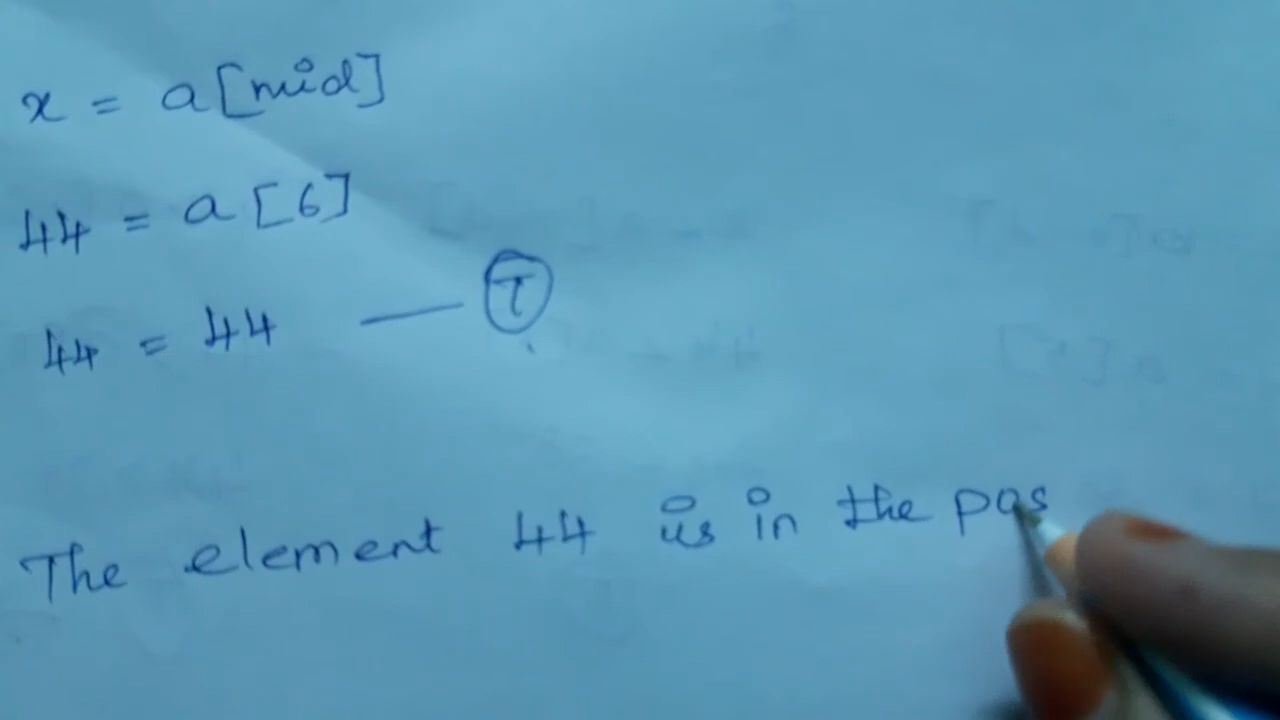 x = a[mid]
44 = a[6]
44 = 44 — T
The element 44 is in the pos